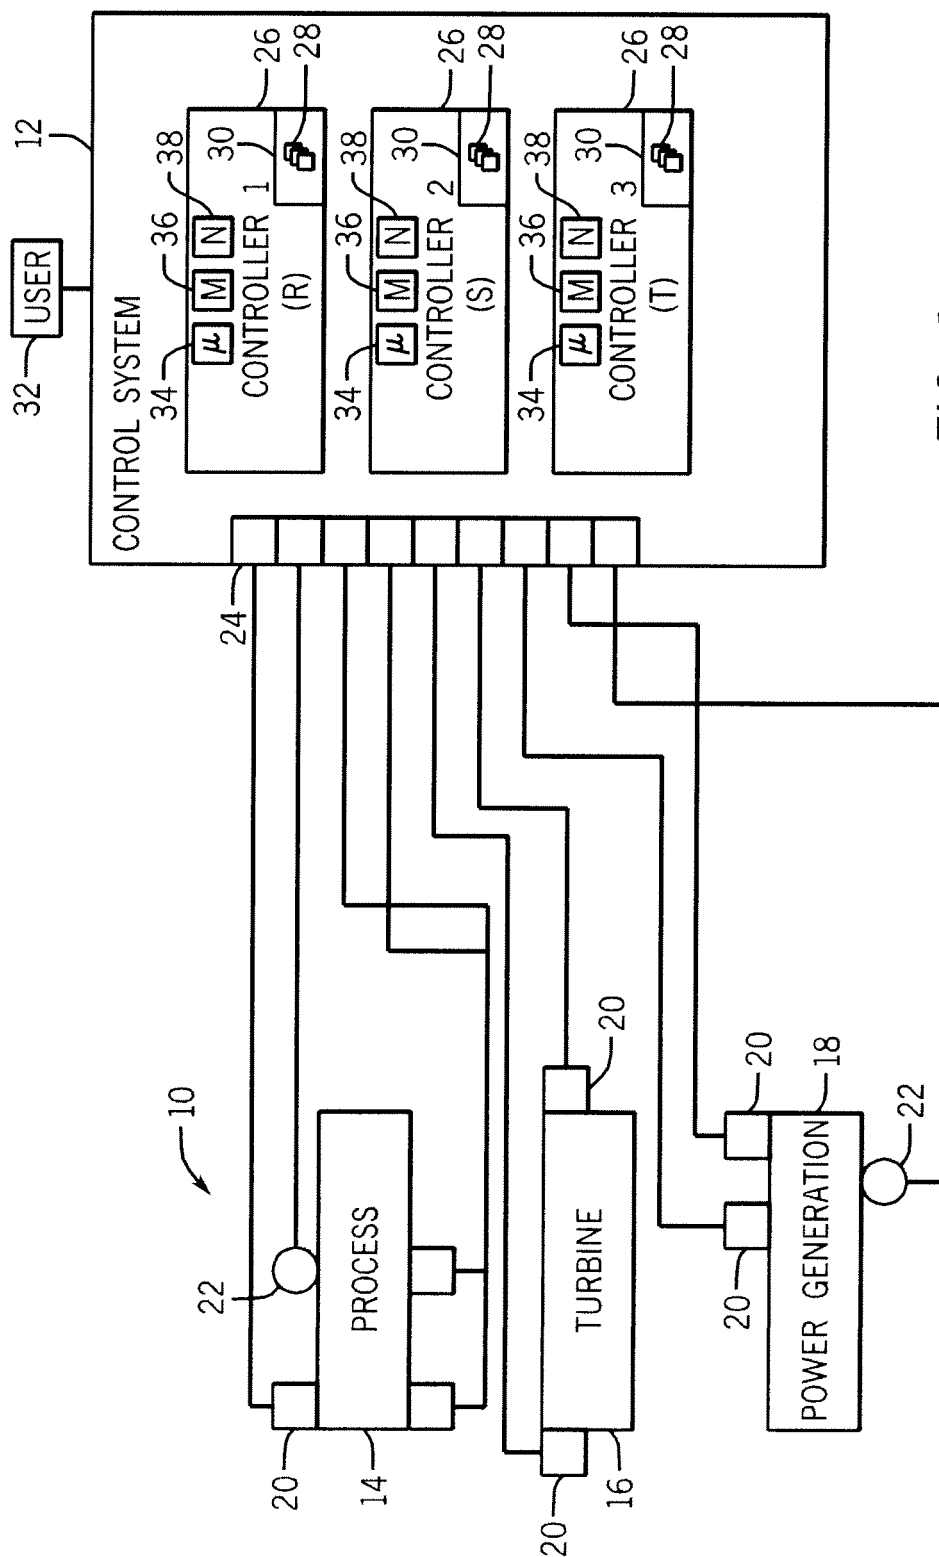 10
32
USER
12
CONTROL SYSTEM
24
34
36
38
26
μ
M
N
CONTROLLER 1
(R)
30
28
34
36
38
26
μ
M
N
CONTROLLER 2
(S)
30
28
34
36
38
26
μ
M
N
CONTROLLER 3
(T)
30
28
20
22
PROCESS
14
20
TURBINE
16
20
20
20
POWER GENERATION
18
22